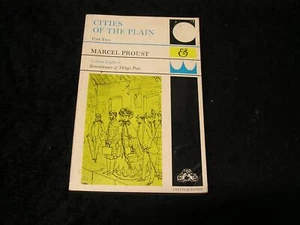 CITIES
OF THE PLAIN
Part Two
&
MARCEL PROUST
Remembrance of Things Past